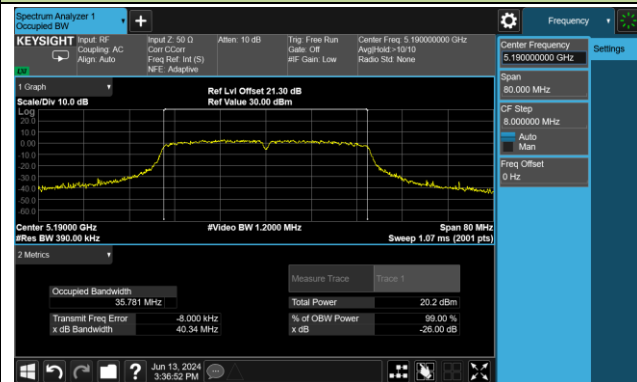 Spectrum Analyzer 1
Occupied BW
Frequency
KEYSIGHT
Input: RF
Coupling: AC
Align: Auto
Input Z: 50 Ω
Corr CCorr
Freq Ref: Int (S)
NFE: Adaptive
Atten: 10 dB
Trig: Free Run
Gate: Off
#IF Gain: Low
Center Freq: 5.190000000 GHz
Avg|Hold:>10/10
Radio Std: None
Center Frequency
5.190000000 GHz
Settings
Span
80.000 MHz
CF Step
8.000000 MHz
Auto
Man
Freq Offset
0 Hz
1 Graph
Ref Lvl Offset 21.30 dB
Scale/Div 10.0 dB
Ref Value 30.00 dBm
Log
20.0
10.0
0.00
-10.0
-20.0
-30.0
-40.0
-50.0
-60.0
Center 5.19000 GHz
#Video BW 1.2000 MHz
Span 80 MHz
#Res BW 390.00 kHz
Sweep 1.07 ms (2001 pts)
2 Metrics
Measure Trace
Trace 1
Occupied Bandwidth
35.781 MHz
Total Power
20.2 dBm
Transmit Freq Error
-8.000 kHz
% of OBW Power
99.00 %
x dB Bandwidth
40.34 MHz
x dB
-26.00 dB
Jun 13, 2024
3:36:52 PM